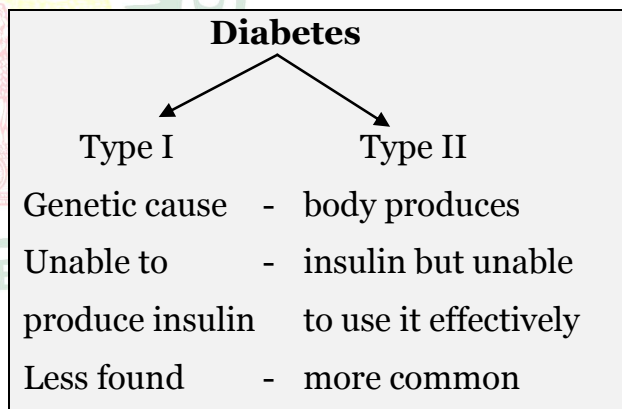 Diabetes
Type I Type II
Genetic cause - body produces
Unable to - insulin but unable
produce insulin to use it effectively
Less found - more common